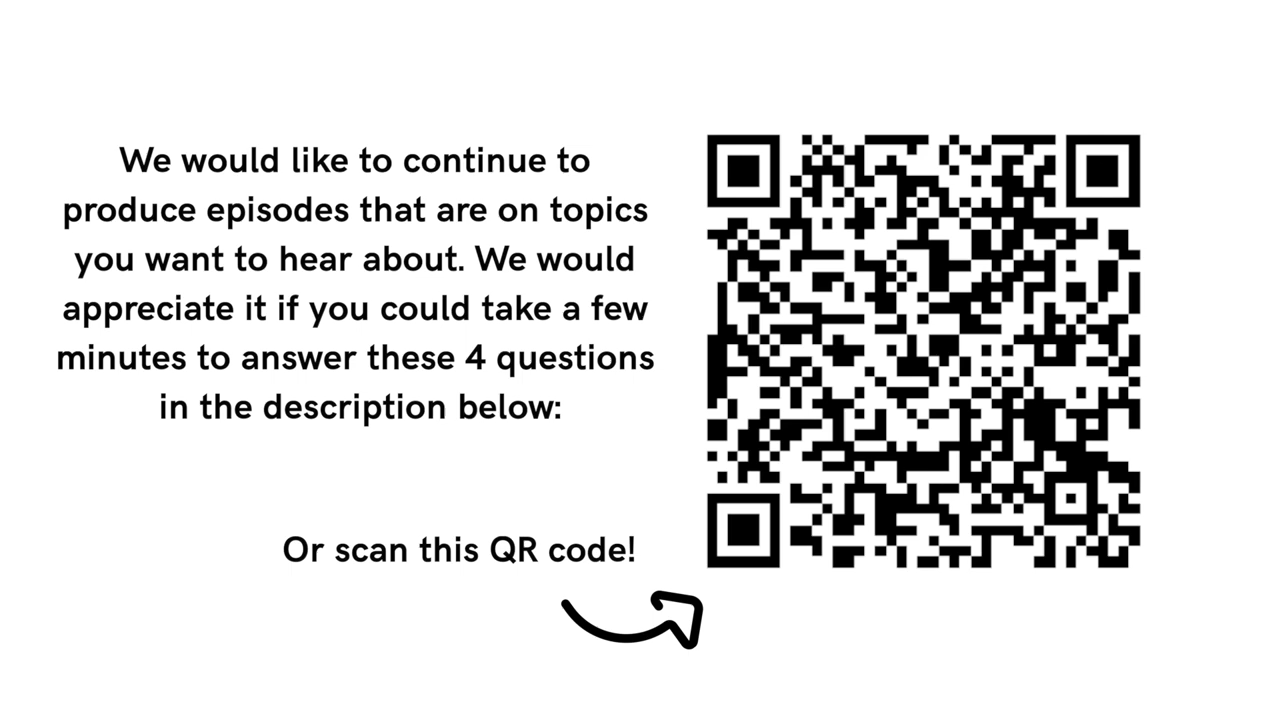 We would like to continue to
produce episodes that are on topics
you want to hear about. We would
appreciate it if you could take a few
minutes to answer these 4 questions
in the description below:
Or scan this QR code!